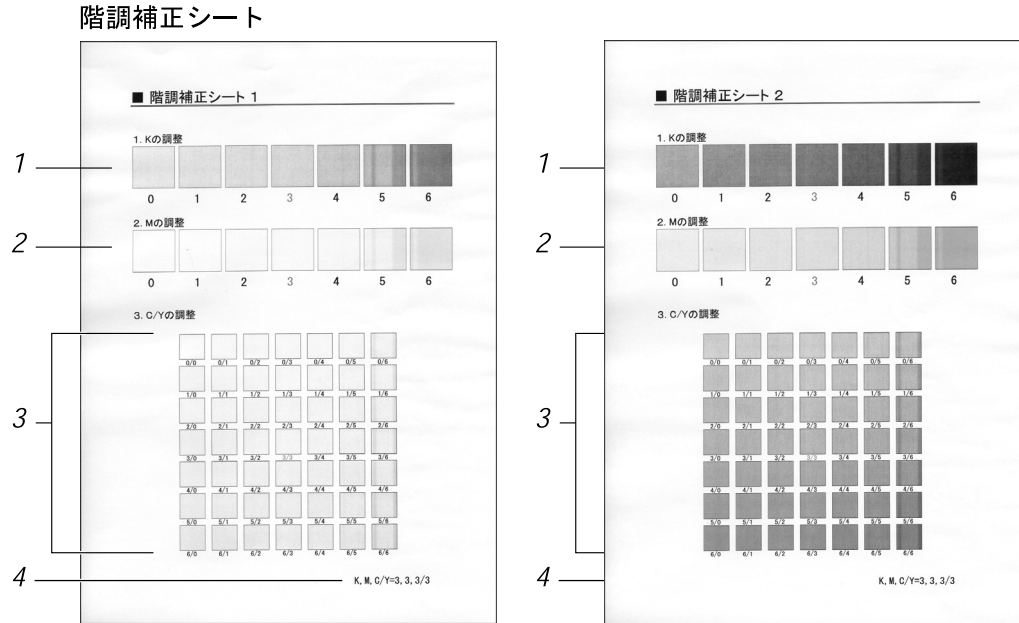 階調補正シート
■ 階調補正シート 1
1. Kの調整
0 1 2 3 4 5 6
2. Mの調整
0 1 2 3 4 5 6
3. C/Yの調整
0/0 0/1 0/2 0/3 0/4 0/5 0/6
1/0 1/1 1/2 1/3 1/4 1/5 1/6
2/0 2/1 2/2 2/3 2/4 2/5 2/6
3/0 3/1 3/2 3/3 3/4 3/5 3/6
4/0 4/1 4/2 4/3 4/4 4/5 4/6
5/0 5/1 5/2 5/3 5/4 5/5 5/6
6/0 6/1 6/2 6/3 6/4 6/5 6/6
K, M, C/Y=3, 3, 3/3
1
2
3
4
■ 階調補正シート 2
1. Kの調整
0 1 2 3 4 5 6
2. Mの調整
0 1 2 3 4 5 6
3. C/Yの調整
0/0 0/1 0/2 0/3 0/4 0/5 0/6
1/0 1/1 1/2 1/3 1/4 1/5 1/6
2/0 2/1 2/2 2/3 2/4 2/5 2/6
3/0 3/1 3/2 3/3 3/4 3/5 3/6
4/0 4/1 4/2 4/3 4/4 4/5 4/6
5/0 5/1 5/2 5/3 5/4 5/5 5/6
6/0 6/1 6/2 6/3 6/4 6/5 6/6
K, M, C/Y=3, 3, 3/3
1
2
3
4